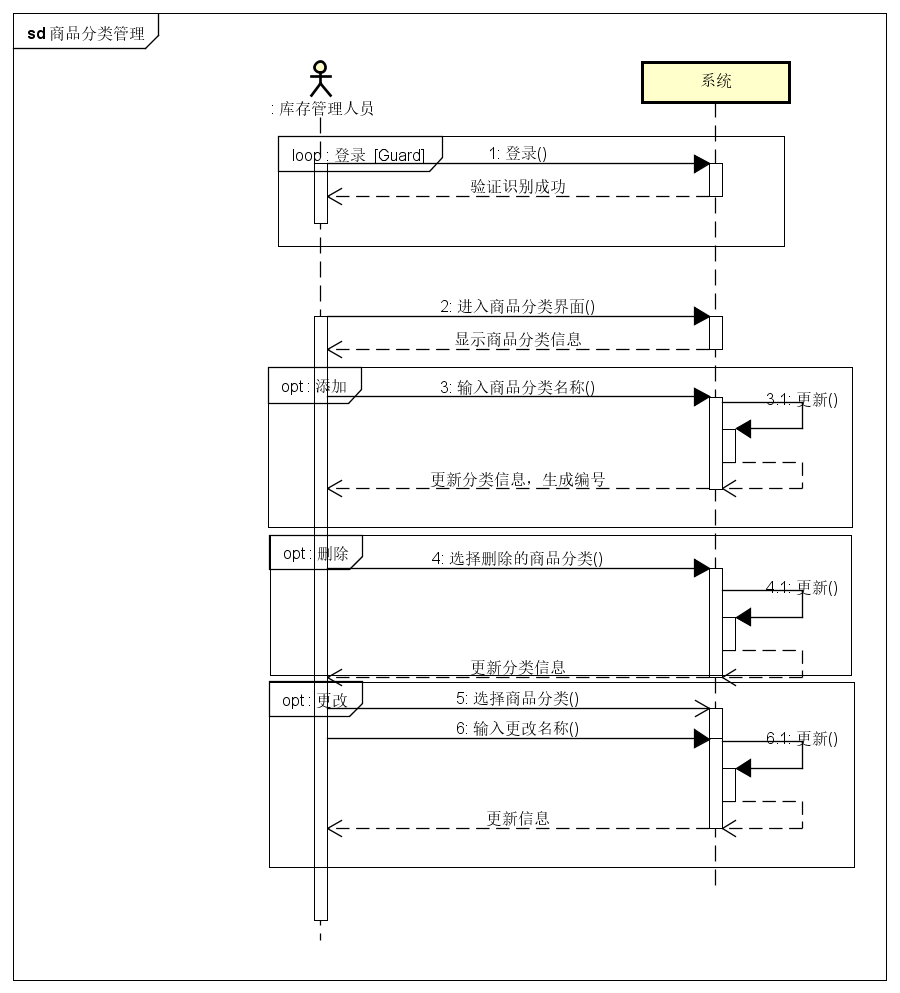 sd 商品分类管理
: 库存管理人员
系统
loop : 登录 [Guard]
1: 登录()
验证识别成功
2: 进入商品分类界面()
显示商品分类信息
opt : 添加
3: 输入商品分类名称()
3.1: 更新()
更新分类信息，生成编号
opt : 删除
4: 选择删除的商品分类()
4.1: 更新()
更新分类信息
opt : 更改
5: 选择商品分类()
6: 输入更改名称()
6.1: 更新()
更新信息